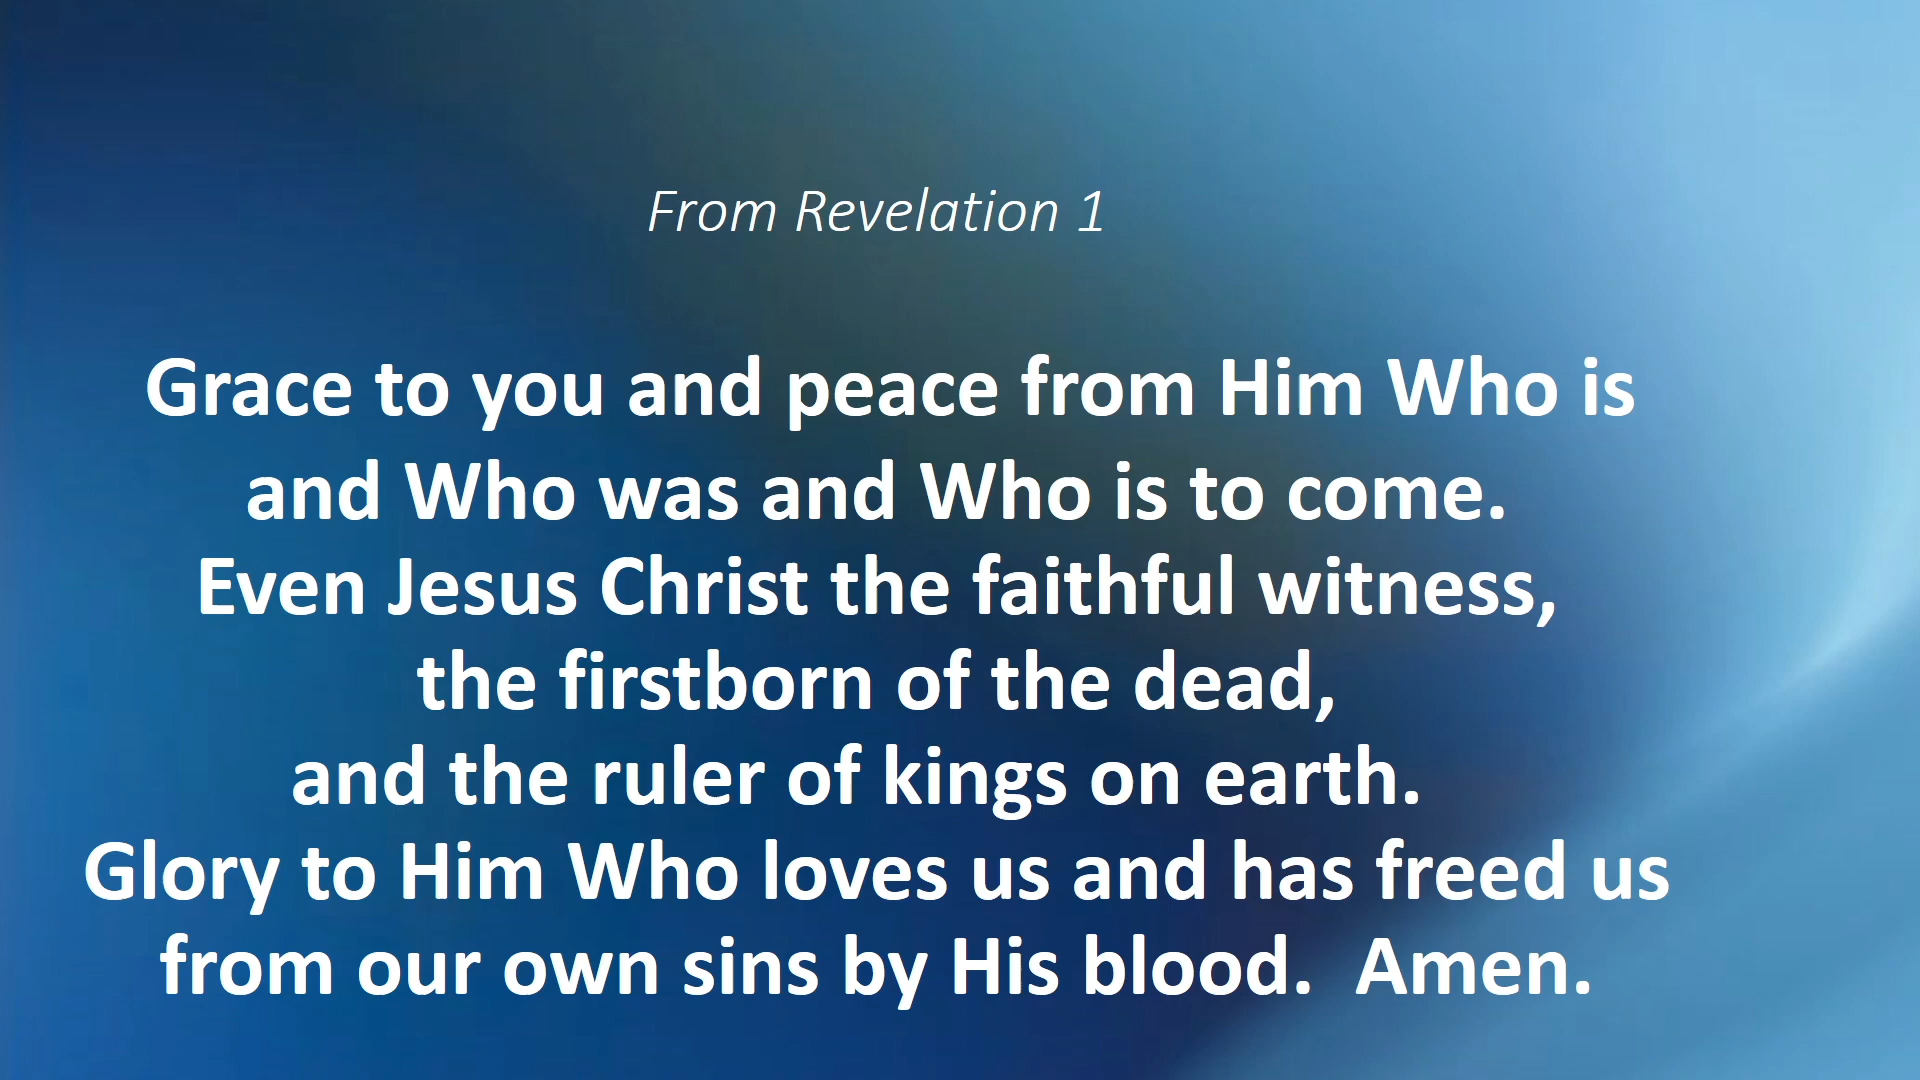 From Revelation 1
Grace to you and peace from Him Who is
and Who was and Who is to come.
Even Jesus Christ the faithful witness,
the firstborn of the dead,
and the ruler of kings on earth.
Glory to Him Who loves us and has freed us
from our own sins by His blood.  Amen.